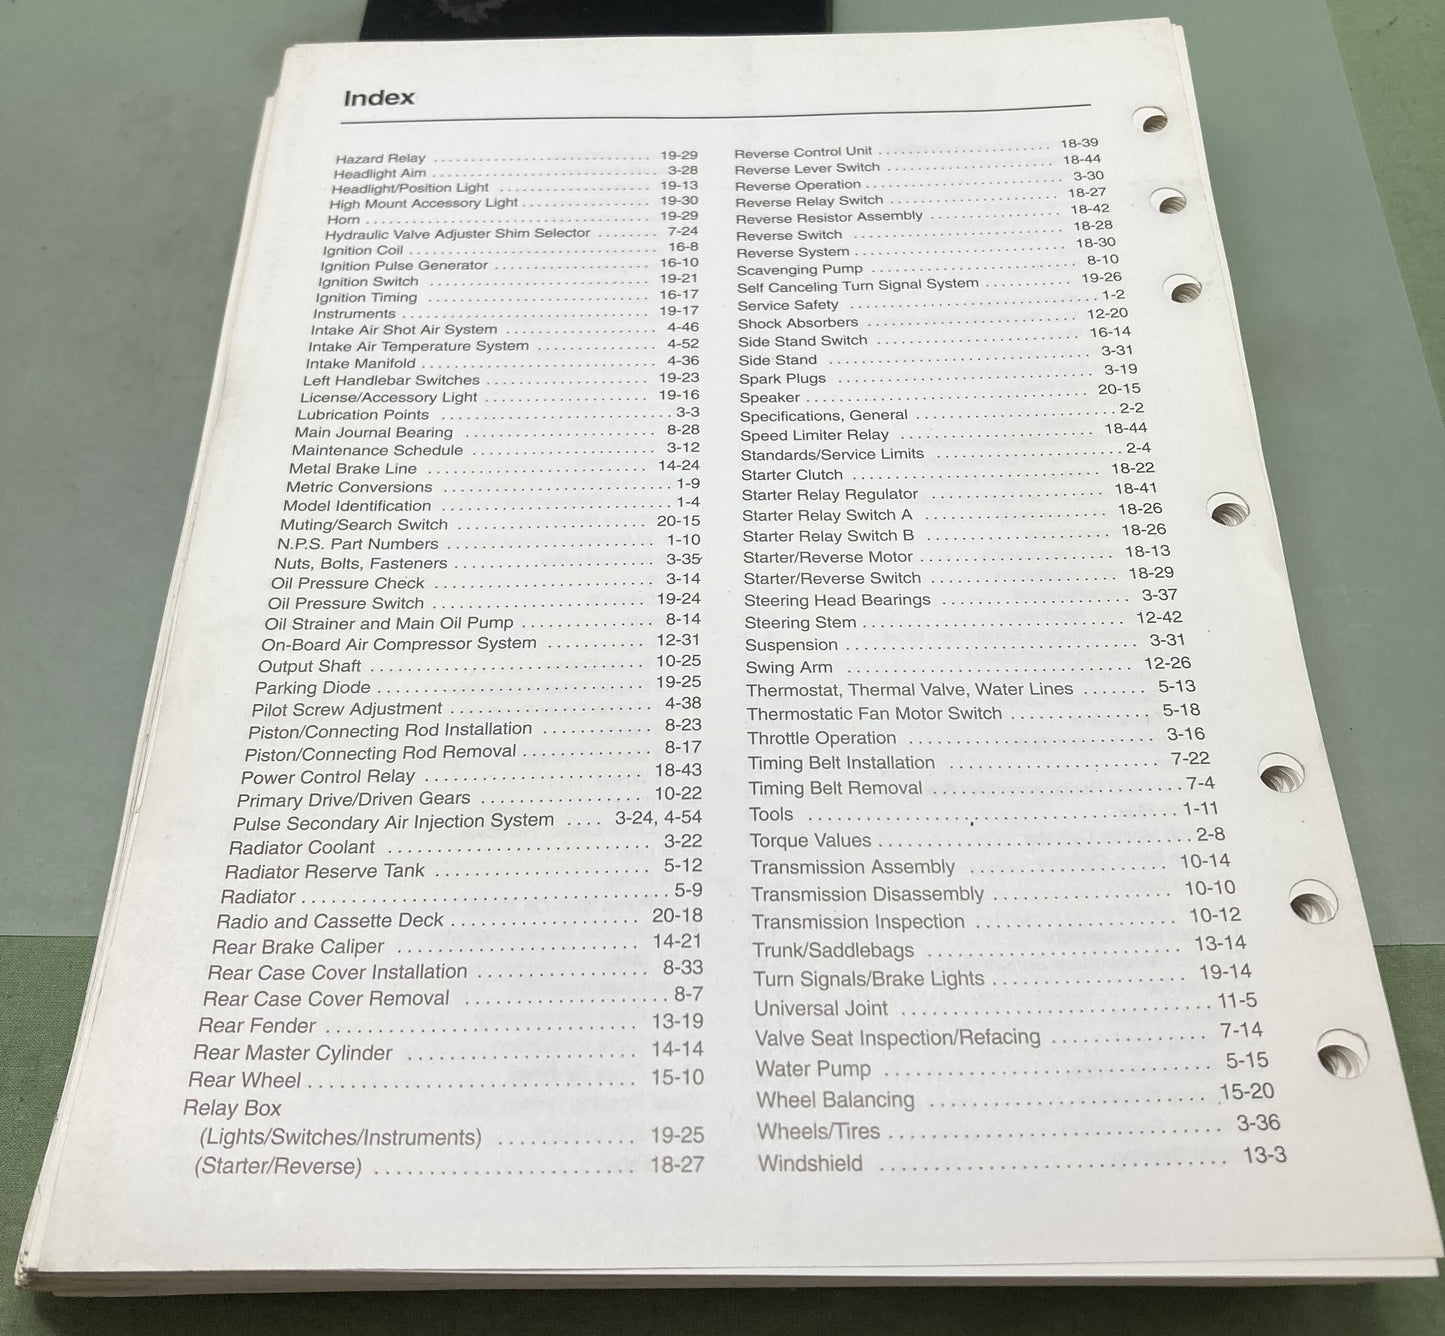 Index
Hazard Relay 19-29
Headlight Aim 3-28
Headlight/Position Light 19-13
High Mount Accessory Light 19-30
Horn 19-29
Hydraulic Valve Adjuster Shim Selector 7-24
Ignition Coil 16-8
Ignition Pulse Generator 16-10
Ignition Switch 19-21
Ignition Timing 16-17
Instruments 19-17
Intake Air Shot Air System 4-46
Intake Air Temperature System 4-52
Intake Manifold 4-36
Left Handlebar Switches 19-23
License/Accessory Light 19-16
Lubrication Points 3-3
Main Journal Bearing 8-28
Maintenance Schedule 3-12
Metal Brake Line 14-24
Metric Conversions 1-9
Model Identification 1-4
Muting/Search Switch 20-15
N.P.S. Part Numbers 1-10
Nuts, Bolts, Fasteners 3-35
Oil Pressure Check 3-14
Oil Pressure Switch 19-24
Oil Strainer and Main Oil Pump 8-14
On-Board Air Compressor System 12-31
Output Shaft 10-25
Parking Diode 19-25
Pilot Screw Adjustment 4-38
Piston/Connecting Rod Installation 8-23
Piston/Connecting Rod Removal 8-17
Power Control Relay 18-43
Primary Drive/Driven Gears 10-22
Pulse Secondary Air Injection System 3-24, 4-54
Radiator Coolant 3-22
Radiator Reserve Tank 5-12
Radiator 5-9
Radio and Cassette Deck 20-18
Rear Brake Caliper 14-21
Rear Case Cover Installation 8-33
Rear Case Cover Removal 8-7
Rear Fender 13-19
Rear Master Cylinder 14-14
Rear Wheel 15-10
Relay Box
(Lights/Switches/Instruments) 19-25
(Starter/Reverse) 18-27
Reverse Control Unit 18-39
Reverse Lever Switch 18-44
Reverse Operation 3-30
Reverse Relay Switch 18-27
Reverse Resistor Assembly 18-42
Reverse Switch 18-28
Reverse System 18-30
Scavenging Pump 8-10
Self Canceling Turn Signal System 19-26
Service Safety 1-2
Shock Absorbers 12-20
Side Stand Switch 16-14
Side Stand 3-31
Spark Plugs 3-19
Speaker 20-15
Specifications, General 2-2
Speed Limiter Relay 18-44
Standards/Service Limits 2-4
Starter Clutch 18-22
Starter Relay Regulator 18-41
Starter Relay Switch A 18-26
Starter Relay Switch B 18-26
Starter/Reverse Motor 18-13
Starter/Reverse Switch 18-29
Steering Head Bearings 3-37
Steering Stem 12-42
Suspension 3-31
Swing Arm 12-26
Thermostat, Thermal Valve, Water Lines 5-13
Thermostatic Fan Motor Switch 5-18
Throttle Operation 3-16
Timing Belt Installation 7-22
Timing Belt Removal 7-4
Tools 1-11
Torque Values 2-8
Transmission Assembly 10-14
Transmission Disassembly 10-10
Transmission Inspection 10-12
Trunk/Saddlebags 13-14
Turn Signals/Brake Lights 19-14
Universal Joint 11-5
Valve Seat Inspection/Refacing 7-14
Water Pump 5-15
Wheel Balancing 15-20
Wheels/Tires 3-36
Windshield 13-3